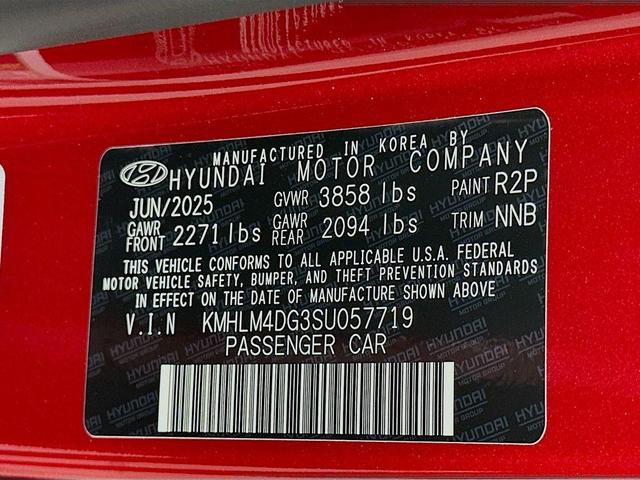 MANUFACTURED IN KOREA BY
HYUNDAI MOTOR COMPANY
JUN/2025 GVWR 3858 lbs PAINT R2P
GAWR FRONT 2271 lbs GAWR REAR 2094 lbs TRIM NNB
THIS VEHICLE CONFORMS TO ALL APPLICABLE U.S.A. FEDERAL
MOTOR VEHICLE SAFETY, BUMPER, AND THEFT PREVENTION STANDARDS
IN EFFECT ON THE DATE OF MANUFACTURE SHOWN ABOVE
V.I.N KMHLM4DG3SU057719
PASSENGER CAR